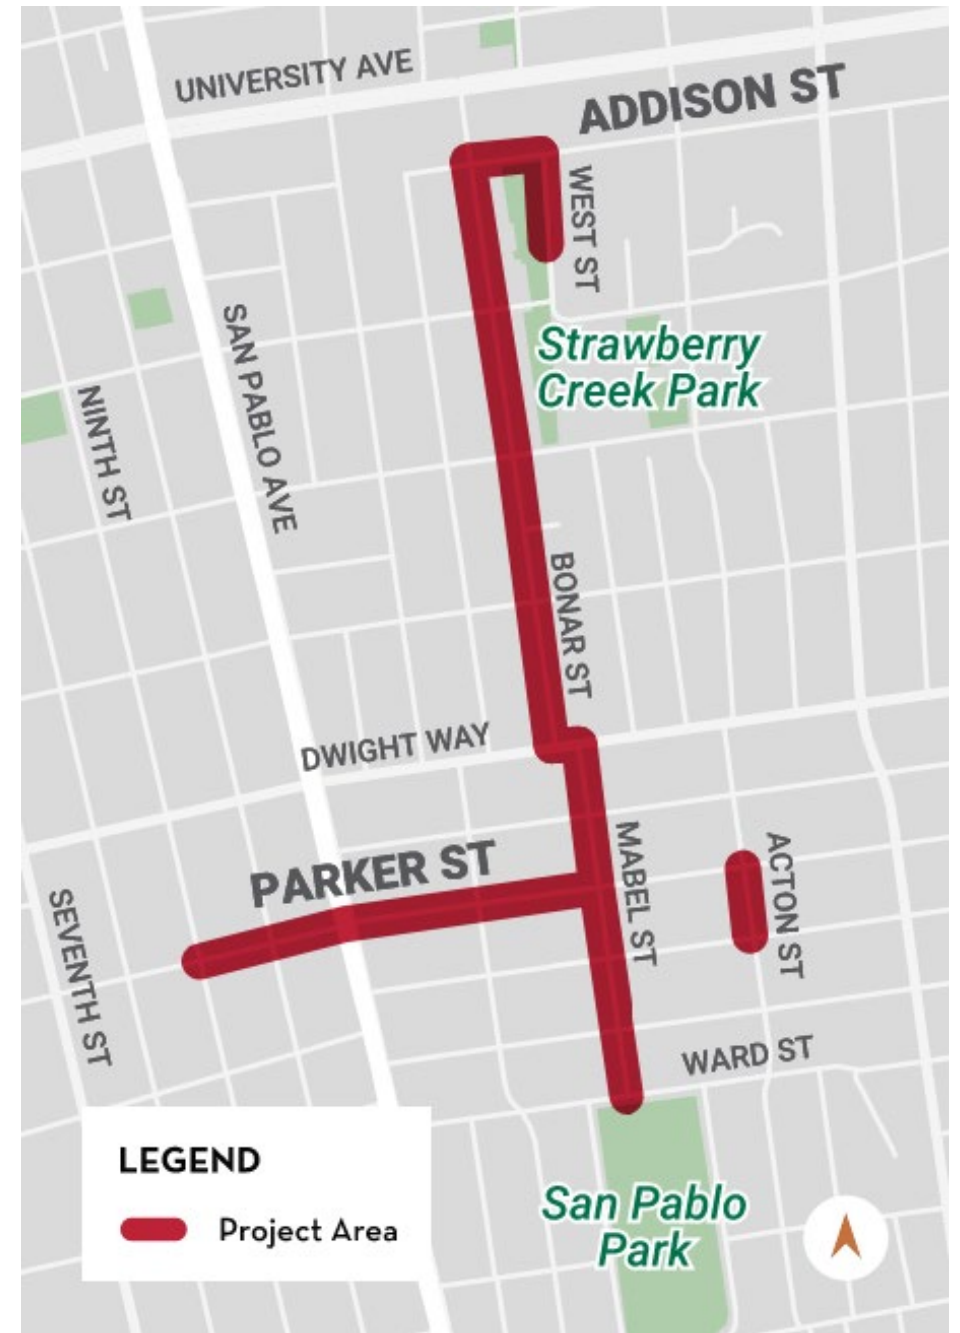 UNIVERSITY AVE
ADDISON ST
WEST ST
SAN PABLO AVE
Strawberry
Creek Park
NINTH ST
BONAR ST
DWIGHT WAY
MABEL ST
ACTON ST
PARKER ST
SEVENTH ST
WARD ST
LEGEND
Project Area
San Pablo
Park